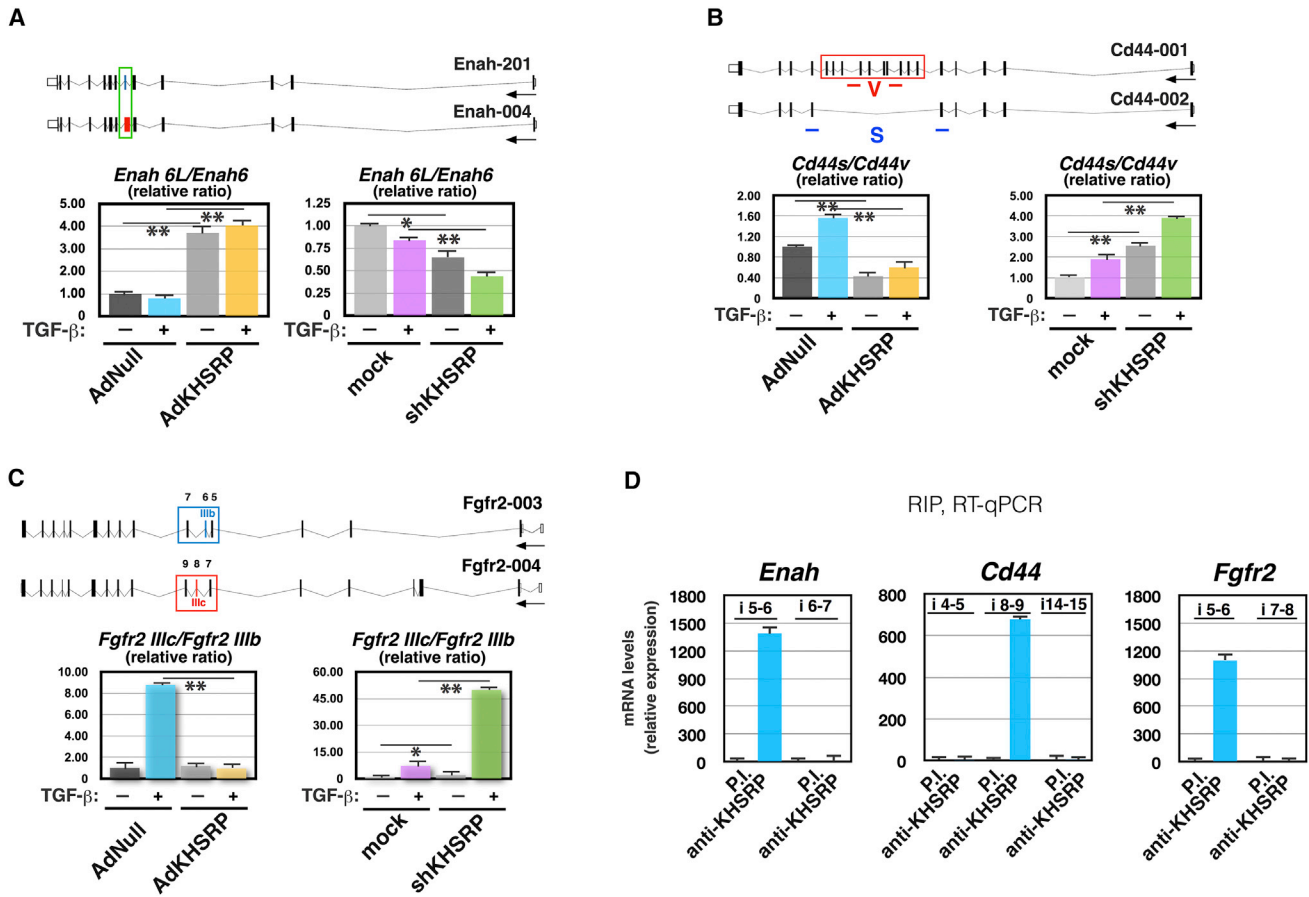 A
Enah-201
Enah-004
Enah 6L/Enah6
(relative ratio)
5.00
4.00
3.00
2.00
1.00
0
**
**
TGF-β: – + – +
AdNull
AdKHSRP
Enah 6L/Enah6
(relative ratio)
1.25
1.00
0.75
0.50
0.25
0
*
**
TGF-β: – + – +
mock
shKHSRP
B
Cd44-001
V
Cd44-002
S
Cd44s/Cd44v
(relative ratio)
2.00
1.60
1.20
0.80
0.40
0
**
**
TGF-β: – + – +
AdNull
AdKHSRP
Cd44s/Cd44v
(relative ratio)
5.00
4.00
3.00
2.00
1.00
0
**
**
TGF-β: – + – +
mock
shKHSRP
C
7 6 5
IIIb
Fgfr2-003
9 8 7
IIIc
Fgfr2-004
Fgfr2 IIIc/Fgfr2 IIIb
(relative ratio)
10.00
8.00
6.00
4.00
2.00
0
**
TGF-β: – + – +
AdNull
AdKHSRP
Fgfr2 IIIc/Fgfr2 IIIb
(relative ratio)
60.00
45.00
30.00
15.00
0
**
*
TGF-β: – + – +
mock
shKHSRP
D
RIP, RT-qPCR
mRNA levels
(relative expression)
Enah
1800
1500
1200
900
600
300
0
i 5-6 i 6-7
P.I.
anti-KHSRP
P.I.
anti-KHSRP
Cd44
800
600
400
200
0
i 4-5 i 8-9 i14-15
P.I.
anti-KHSRP
P.I.
anti-KHSRP
P.I.
anti-KHSRP
Fgfr2
1800
1500
1200
900
600
300
0
i 5-6 i 7-8
P.I.
anti-KHSRP
P.I.
anti-KHSRP